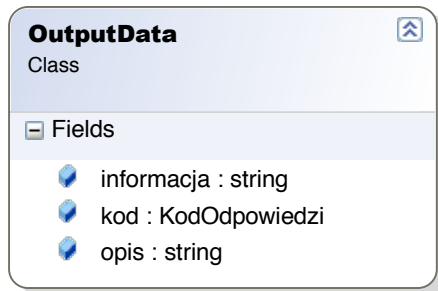 OutputData
Class
Fields
informacja : string
kod : KodOdpowiedzi
opis : string